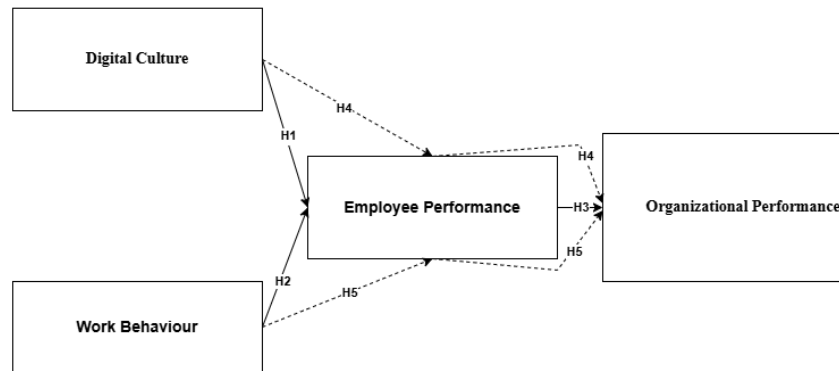 Digital Culture
H4
H1
H4
Employee Performance
H3
Organizational Performance
H5
H2
H5
Work Behaviour